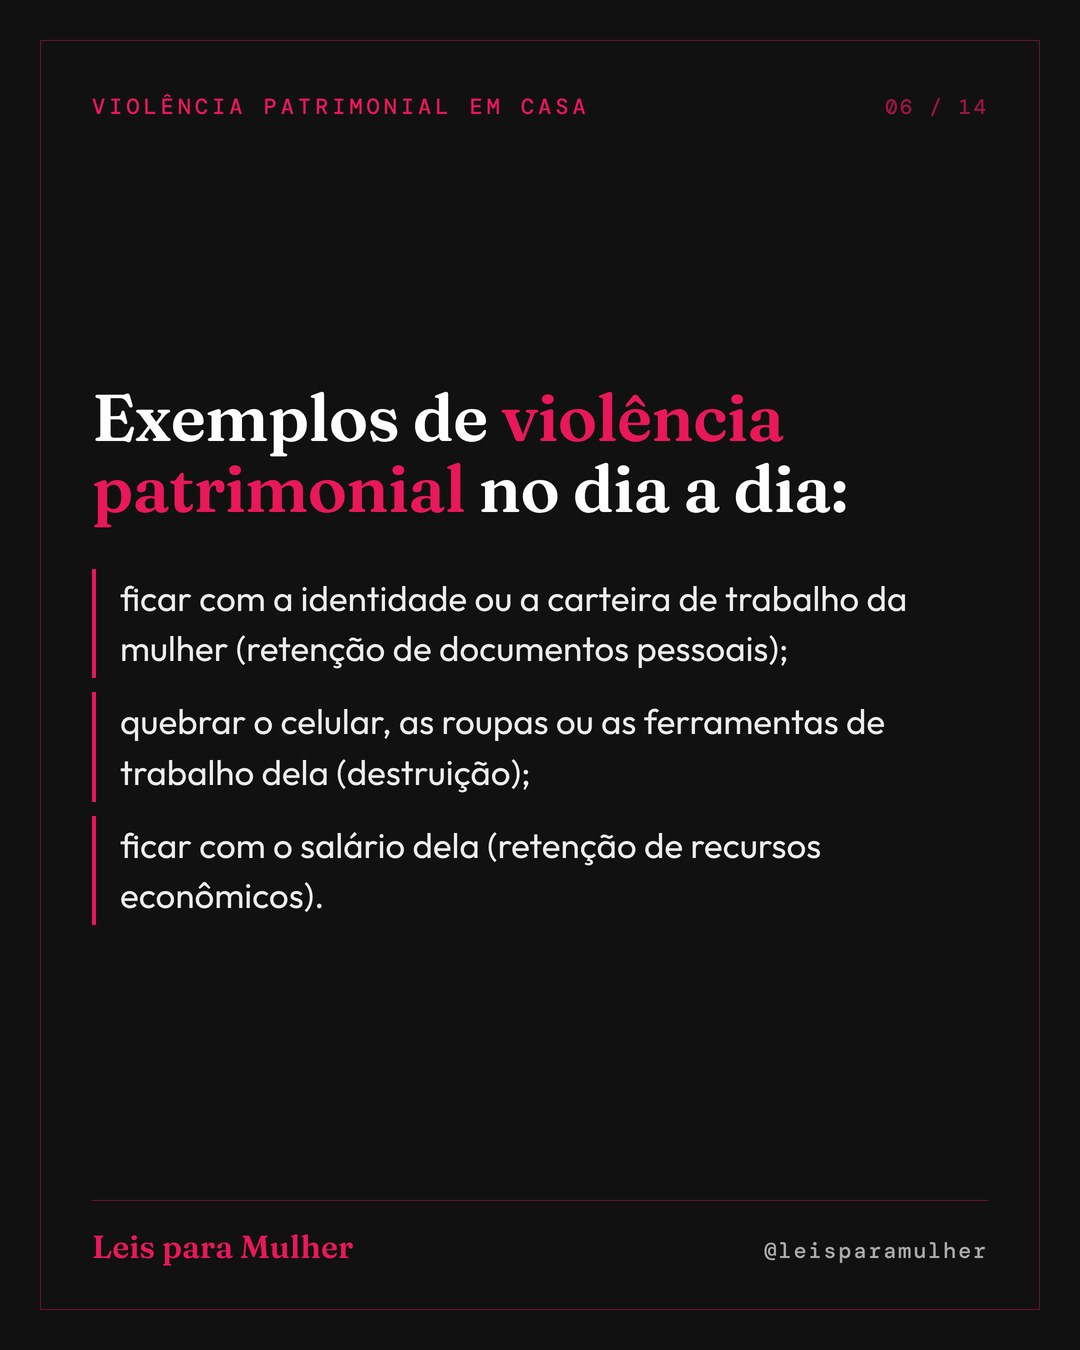 VIOLÊNCIA PATRIMONIAL EM CASA
06 / 14
Exemplos de violência
patrimonial no dia a dia:
ficar com a identidade ou a carteira de trabalho da
mulher (retenção de documentos pessoais);
quebrar o celular, as roupas ou as ferramentas de
trabalho dela (destruição);
ficar com o salário dela (retenção de recursos
econômicos).
Leis para Mulher
@leisparamulher